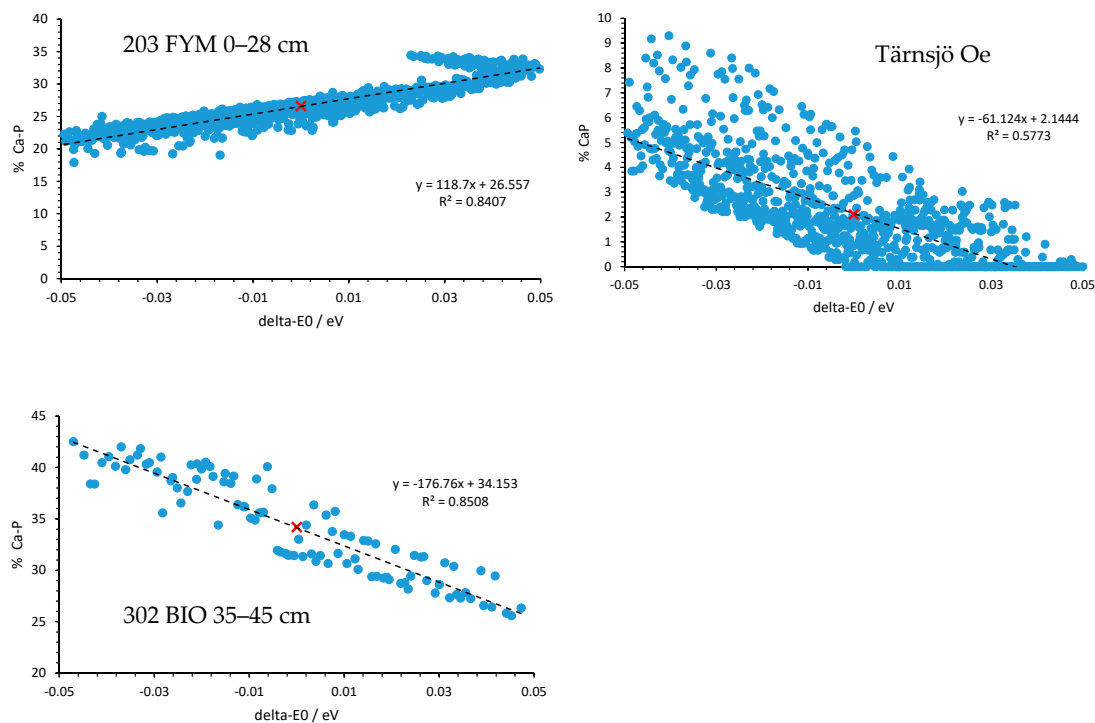 203 FYM 0–28 cm
40
35
30
25
20
15
10
5
0
% Ca-P
y = 118.7x + 26.557
R² = 0.8407
-0.05 -0.03 -0.01 0.01 0.03 0.05
delta-E0 / eV
Tärnsjö Oe
10
9
8
7
6
5
4
3
2
1
0
% CaP
y = -61.124x + 2.1444
R² = 0.5773
-0.05 -0.03 -0.01 0.01 0.03 0.05
delta-E0 / eV
45
40
35
30
25
20
% Ca-P
y = -176.76x + 34.153
R² = 0.8508
302 BIO 35–45 cm
-0.05 -0.03 -0.01 0.01 0.03 0.05
delta-E0 / eV